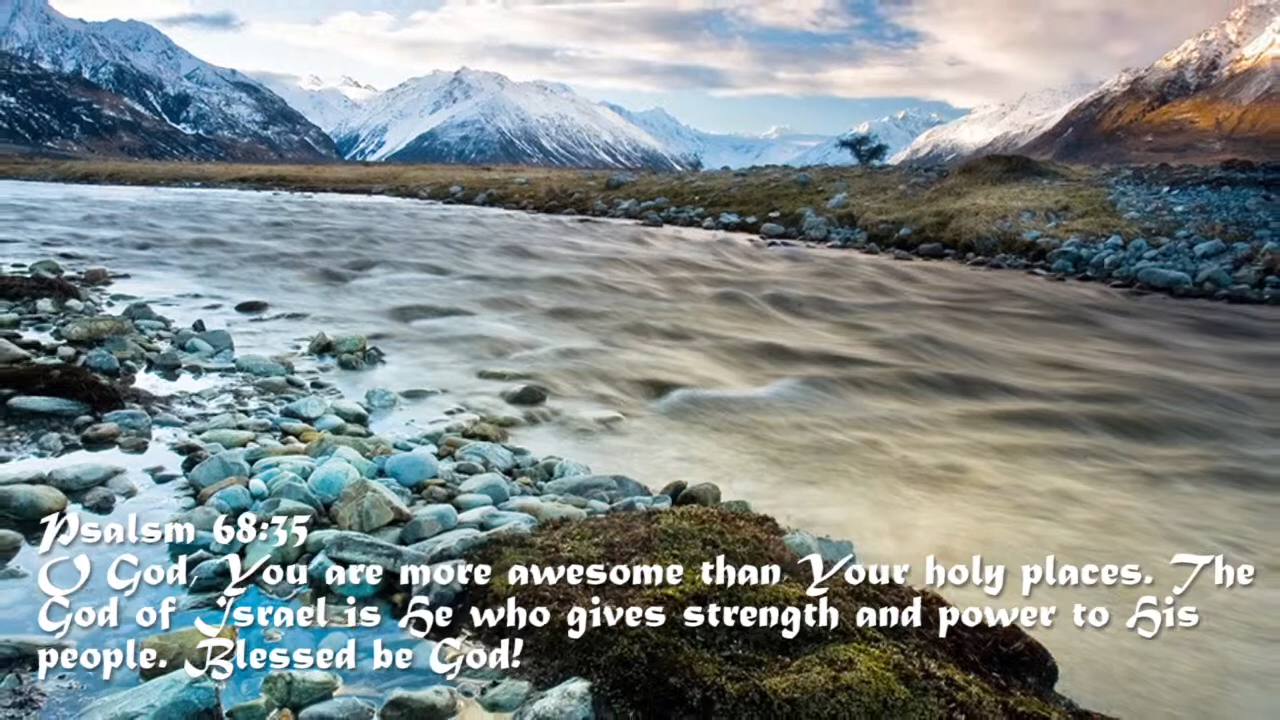 Psalsm 68:35
O God, You are more awesome than Your holy places. The
God of Israel is He who gives strength and power to His
people. Blessed be God!